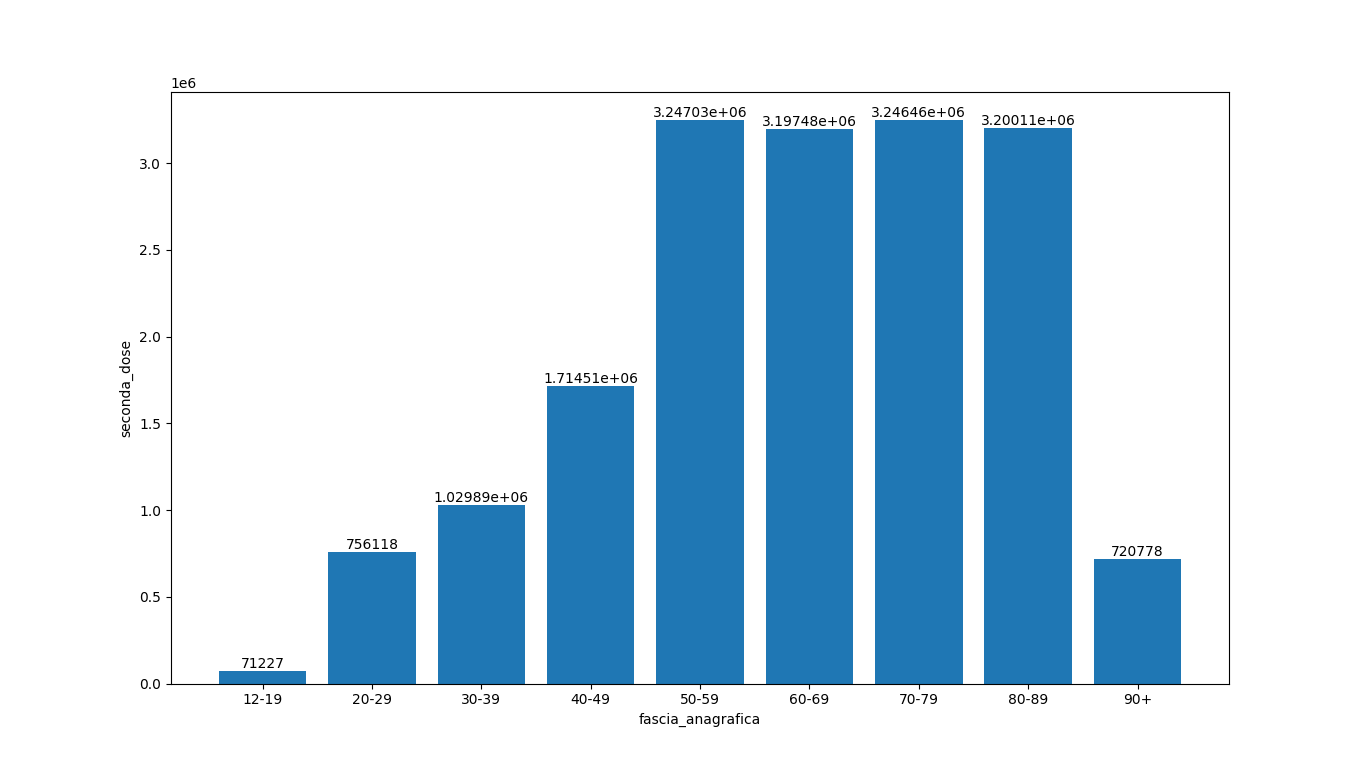 1e6
3.24703e+06
3.19748e+06
3.24646e+06
3.20011e+06
1.71451e+06
1.02989e+06
756118
720778
71227
3.0
2.5
2.0
1.5
1.0
0.5
0.0
seconda_dose
12-19 20-29 30-39 40-49 50-59 60-69 70-79 80-89 90+
fascia_anagrafica